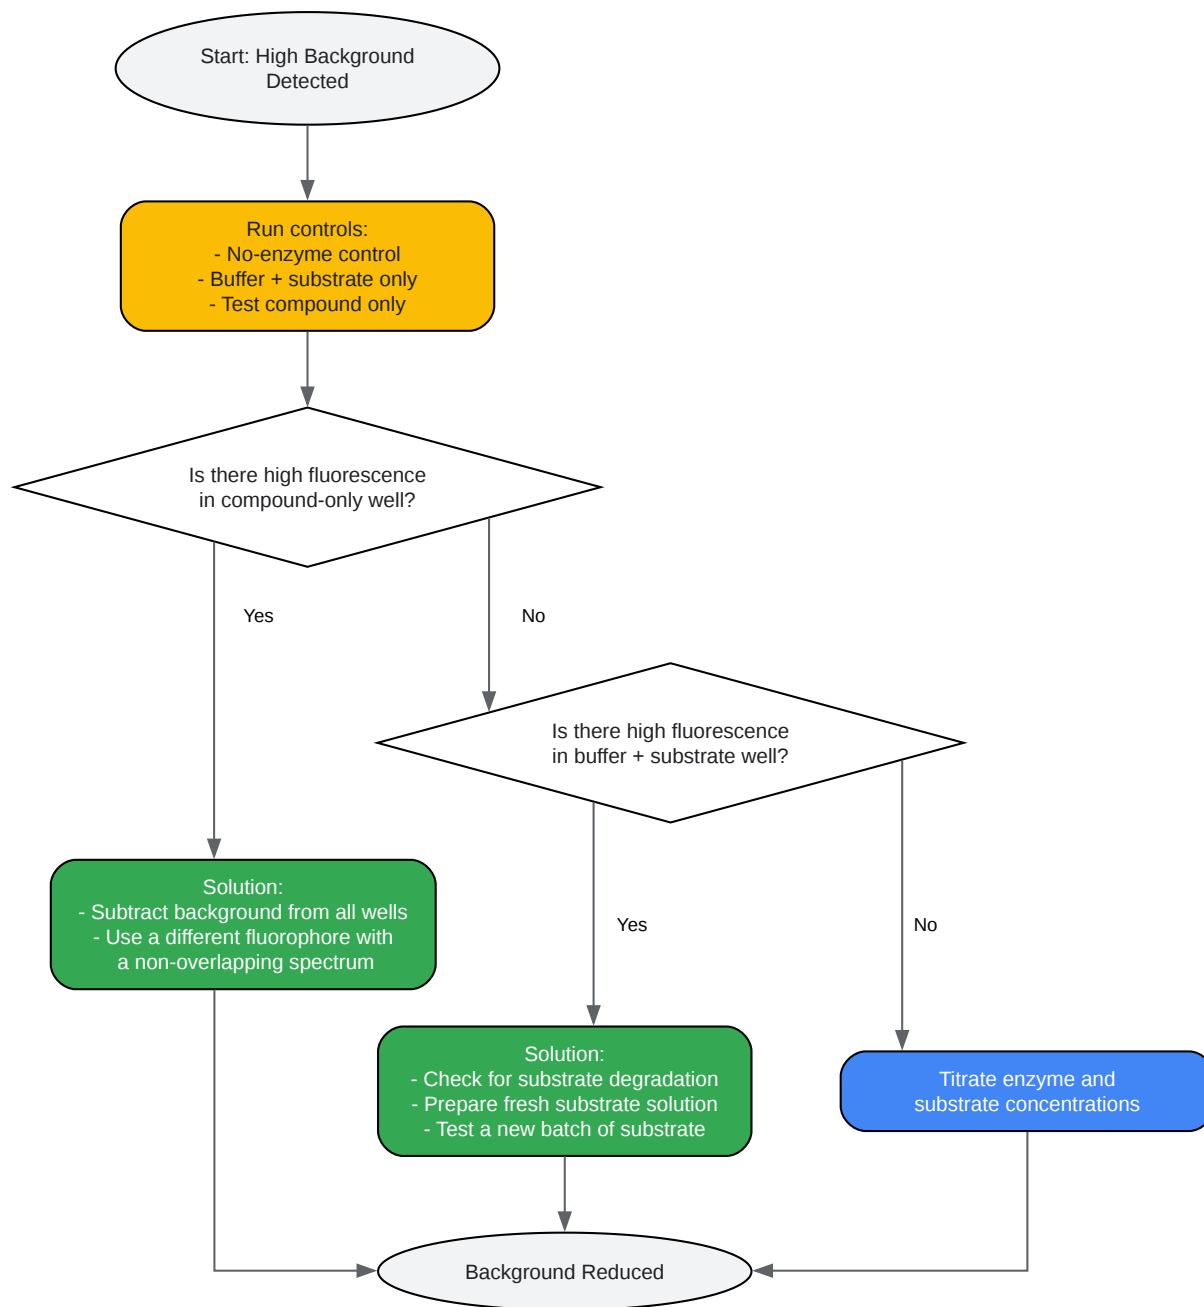 Start: High Background
Detected
Run controls:
- No-enzyme control
- Buffer + substrate only
- Test compound only
Is there high fluorescence
in compound-only well?
Yes
No
Is there high fluorescence
in buffer + substrate well?
Solution:
- Subtract background from all wells
- Use a different fluorophore with
a non-overlapping spectrum
Yes
No
Solution:
- Check for substrate degradation
- Prepare fresh substrate solution
- Test a new batch of substrate
Titrate enzyme and
substrate concentrations
Background Reduced